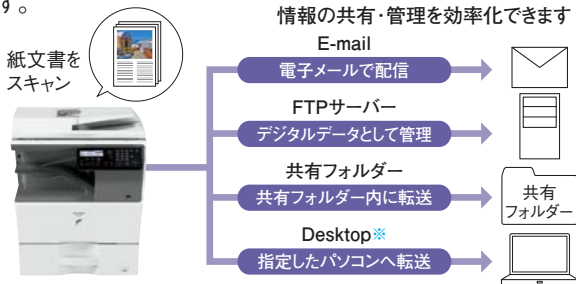 す。
情報の共有・管理を効率化できます
紙文書を
スキャン
E-mail
電子メールで配信
FTPサーバー
デジタルデータとして管理
共有フォルダー
共有フォルダー内に転送
共有
フォルダー
Desktop※
指定したパソコンへ転送